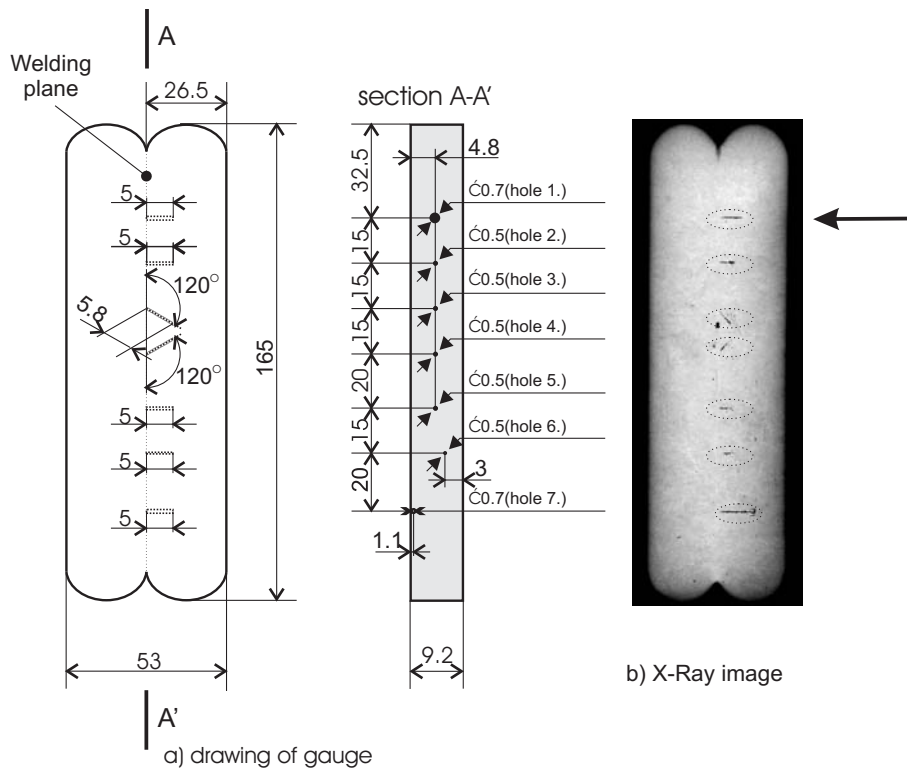 A
Welding
plane
26.5
section A-A'
4.8
32.5
Ć0.7(hole 1.)
5
15
Ć0.5(hole 2.)
5
15
Ć0.5(hole 3.)
120°
5.8
15
Ć0.5(hole 4.)
165
120°
20
Ć0.5(hole 5.)
5
15
Ć0.5(hole 6.)
5
3
20
Ć0.7(hole 7.)
5
1.1
53
9.2
b) X-Ray image
A'
a) drawing of gauge